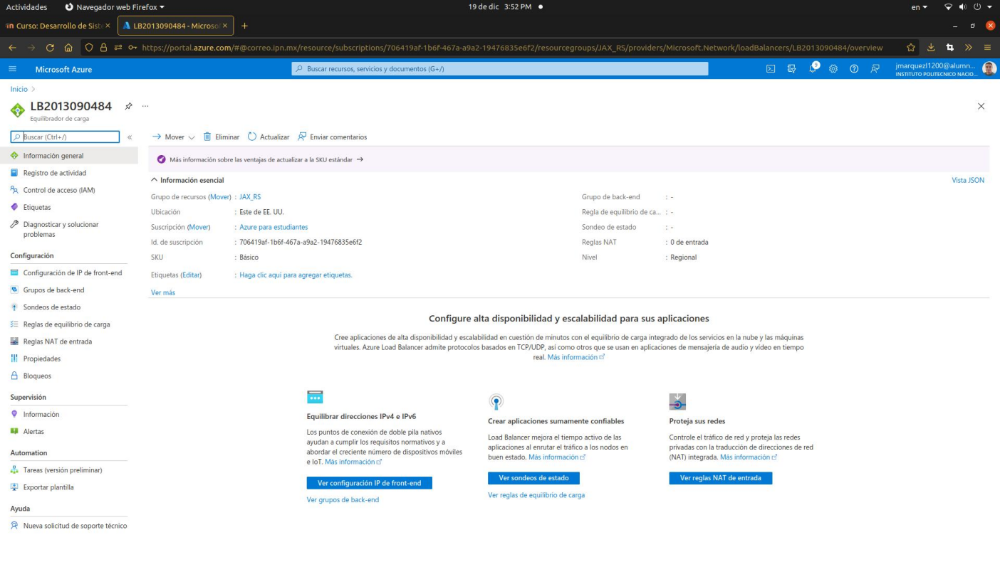 Actividades
Navegador web Firefox
19 de dic 3:52 PM
en
Curso: Desarrollo de Sist
LB2013090484 - Microso
https://portal.azure.com/#@correo.ipn.mx/resource/subscriptions/706419af-1b6f-467a-a9a2-19476835e6f2/resourcegroups/JAX_RS/providers/Microsoft.Network/loadBalancers/LB2013090484/overview
Microsoft Azure
Buscar recursos, servicios y documentos (G+/)
9
jmarquezl1200@alumn...
INSTITUTO POLITECNICO NACIO...
Inicio >
LB2013090484
...
Equilibrador de carga
Buscar (Ctrl+/)
«
Mover
Eliminar
Actualizar
Enviar comentarios
Información general
Registro de actividad
Control de acceso (IAM)
Etiquetas
Diagnosticar y solucionar
problemas
Configuración
Configuración de IP de front-end
Grupos de back-end
Sondeos de estado
Reglas de equilibrio de carga
Reglas NAT de entrada
Propiedades
Bloqueos
Supervisión
Información
Alertas
Automation
Tareas (versión preliminar)
Exportar plantilla
Ayuda
Nueva solicitud de soporte técnico
Más información sobre las ventajas de actualizar a la SKU estándar →
Información esencial
Vista JSON
Grupo de recursos (Mover) : JAX_RS
Ubicación : Este de EE. UU.
Suscripción (Mover) : Azure para estudiantes
Id. de suscripción : 706419af-1b6f-467a-a9a2-19476835e6f2
SKU : Básico
Etiquetas (Editar) : Haga clic aquí para agregar etiquetas.
Ver más
Grupo de back-end : -
Regla de equilibrio de ca... : -
Sondeo de estado : -
Reglas NAT : 0 de entrada
Nivel : Regional
Configure alta disponibilidad y escalabilidad para sus aplicaciones
Cree aplicaciones de alta disponibilidad y escalabilidad en cuestión de minutos con el equilibrio de carga integrado de los servicios en la nube y las máquinas
virtuales. Azure Load Balancer admite protocolos basados en TCP/UDP, así como otros que se usan en aplicaciones de mensajería de audio y vídeo en tiempo
real. Más información
Equilibrar direcciones IPv4 e IPv6
Los puntos de conexión de doble pila nativos
ayudan a cumplir los requisitos normativos y a
abordar el creciente número de dispositivos móviles
e IoT. Más información
Ver configuración IP de front-end
Ver grupos de back-end
Crear aplicaciones sumamente confiables
Load Balancer mejora el tiempo activo de las
aplicaciones al enrutar el tráfico a los nodos en
buen estado. Más información
Ver sondeos de estado
Ver reglas de equilibrio de carga
Proteja sus redes
Controle el tráfico de red y proteja las redes
privadas con la traducción de direcciones de red
(NAT) integrada. Más información
Ver reglas NAT de entrada